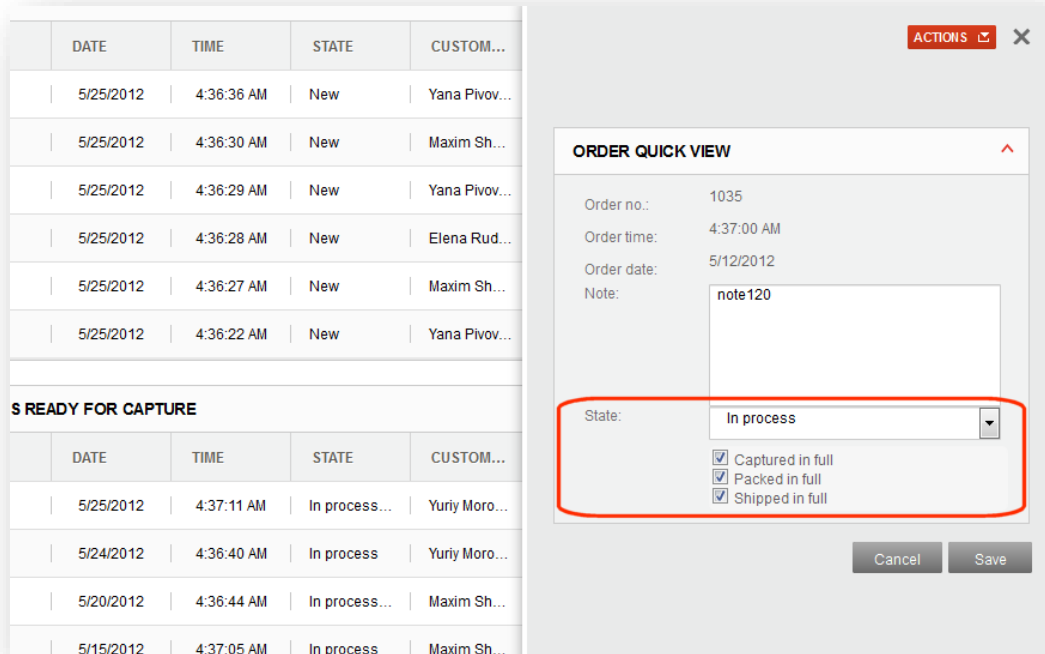 DATE TIME STATE CUSTOM...
5/25/2012 4:36:36 AM New Yana Pivov...
5/25/2012 4:36:30 AM New Maxim Sh...
5/25/2012 4:36:29 AM New Yana Pivov...
5/25/2012 4:36:28 AM New Elena Rud...
5/25/2012 4:36:27 AM New Maxim Sh...
5/25/2012 4:36:22 AM New Yana Pivov...
S READY FOR CAPTURE
DATE TIME STATE CUSTOM...
5/25/2012 4:37:11 AM In process... Yuriy Moro...
5/24/2012 4:36:40 AM In process Yuriy Moro...
5/20/2012 4:36:44 AM In process... Maxim Sh...
5/15/2012 4:37:05 AM In process Maxim Sh...
ACTIONS
ORDER QUICK VIEW
Order no.: 1035
Order time: 4:37:00 AM
Order date: 5/12/2012
Note: note120
State: In process
Captured in full
Packed in full
Shipped in full
Cancel Save